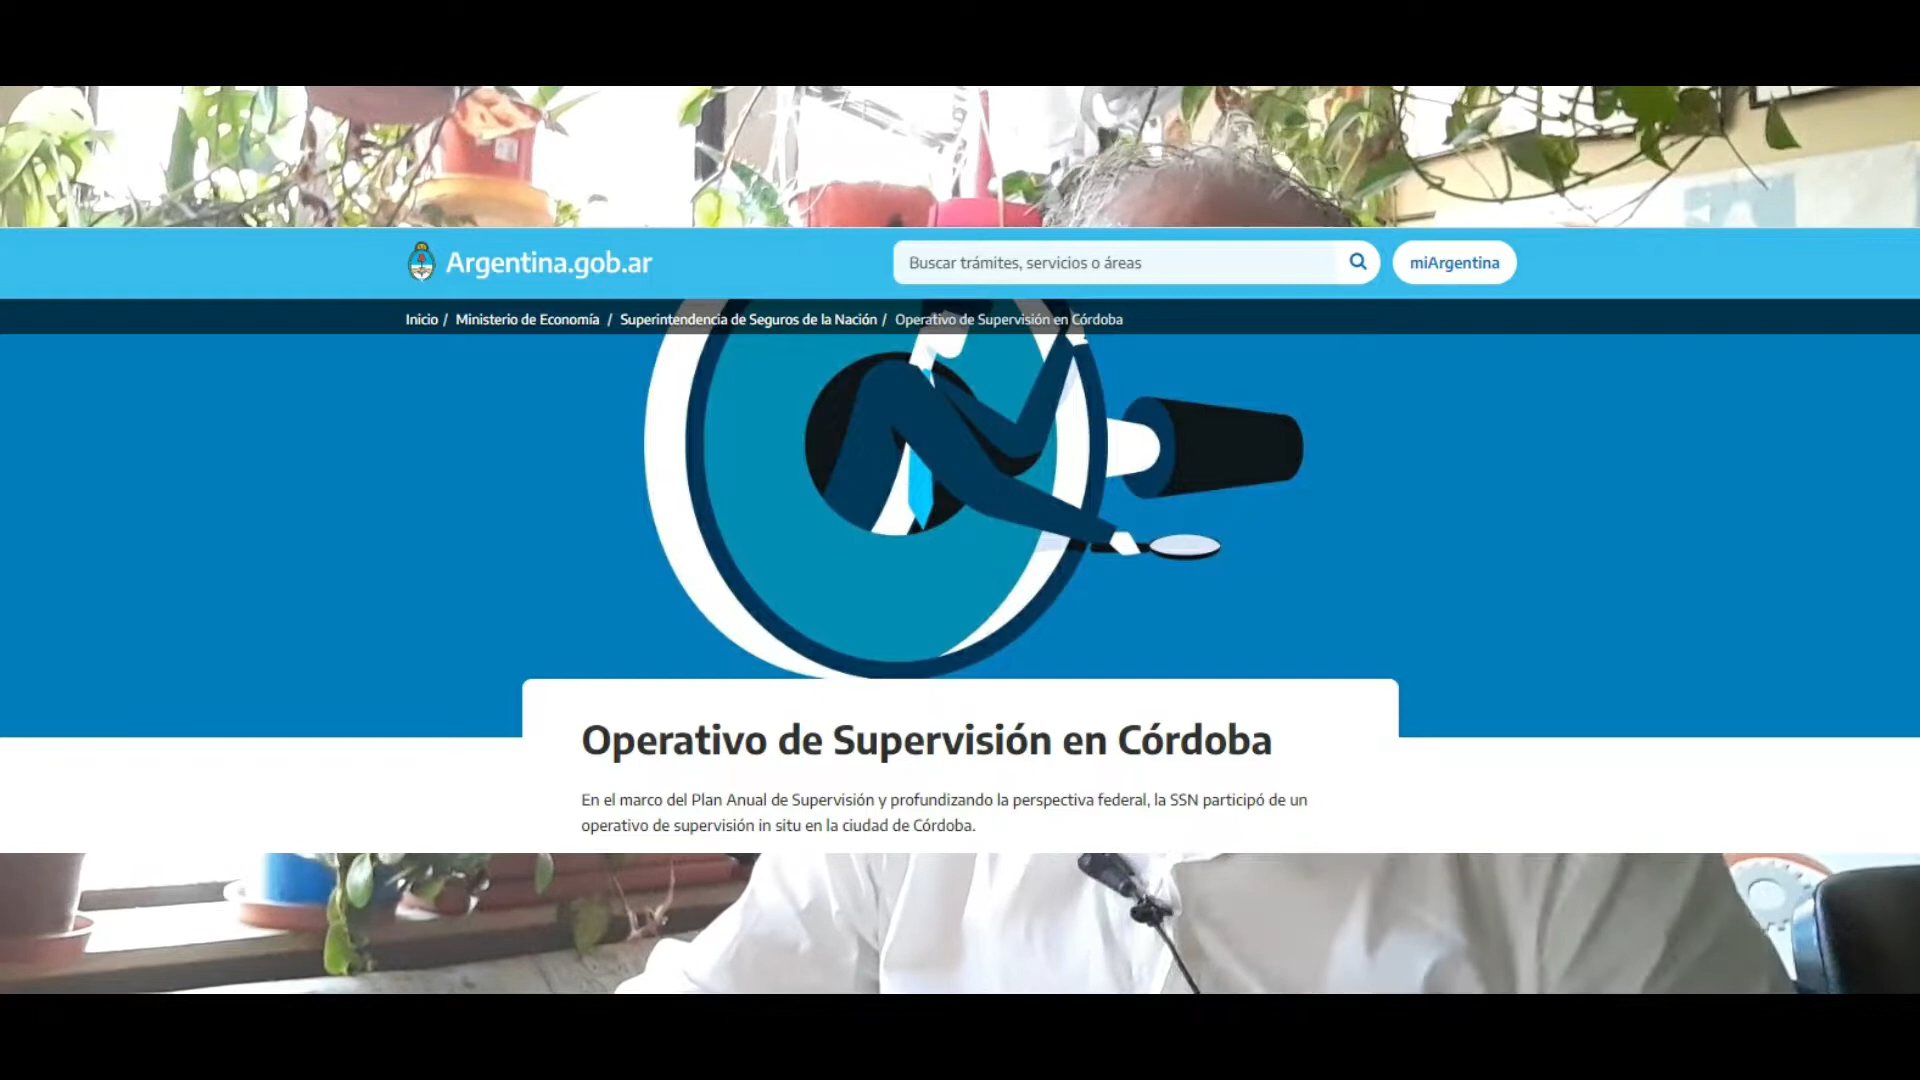 Argentina.gob.ar
Buscar trámites, servicios o áreas
miArgentina
Inicio / Ministerio de Economía / Superintendencia de Seguros de la Nación / Operativo de Supervisión en Córdoba
Operativo de Supervisión en Córdoba
En el marco del Plan Anual de Supervisión y profundizando la perspectiva federal, la SSN participó de un
operativo de supervisión in situ en la ciudad de Córdoba.